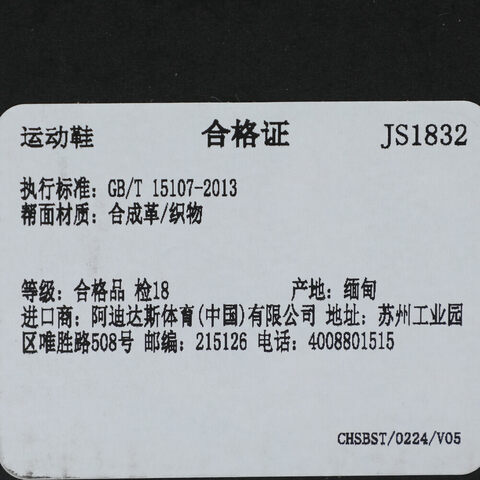 运动鞋 合格证 JS1832
执行标准: GB/T 15107-2013
帮面材质: 合成革/织物
等级: 合格品 检18 产地: 缅甸
进口商: 阿迪达斯体育(中国)有限公司 地址: 苏州工业园
区唯胜路508号 邮编: 215126 电话: 4008801515
CHSBST/0224/V05